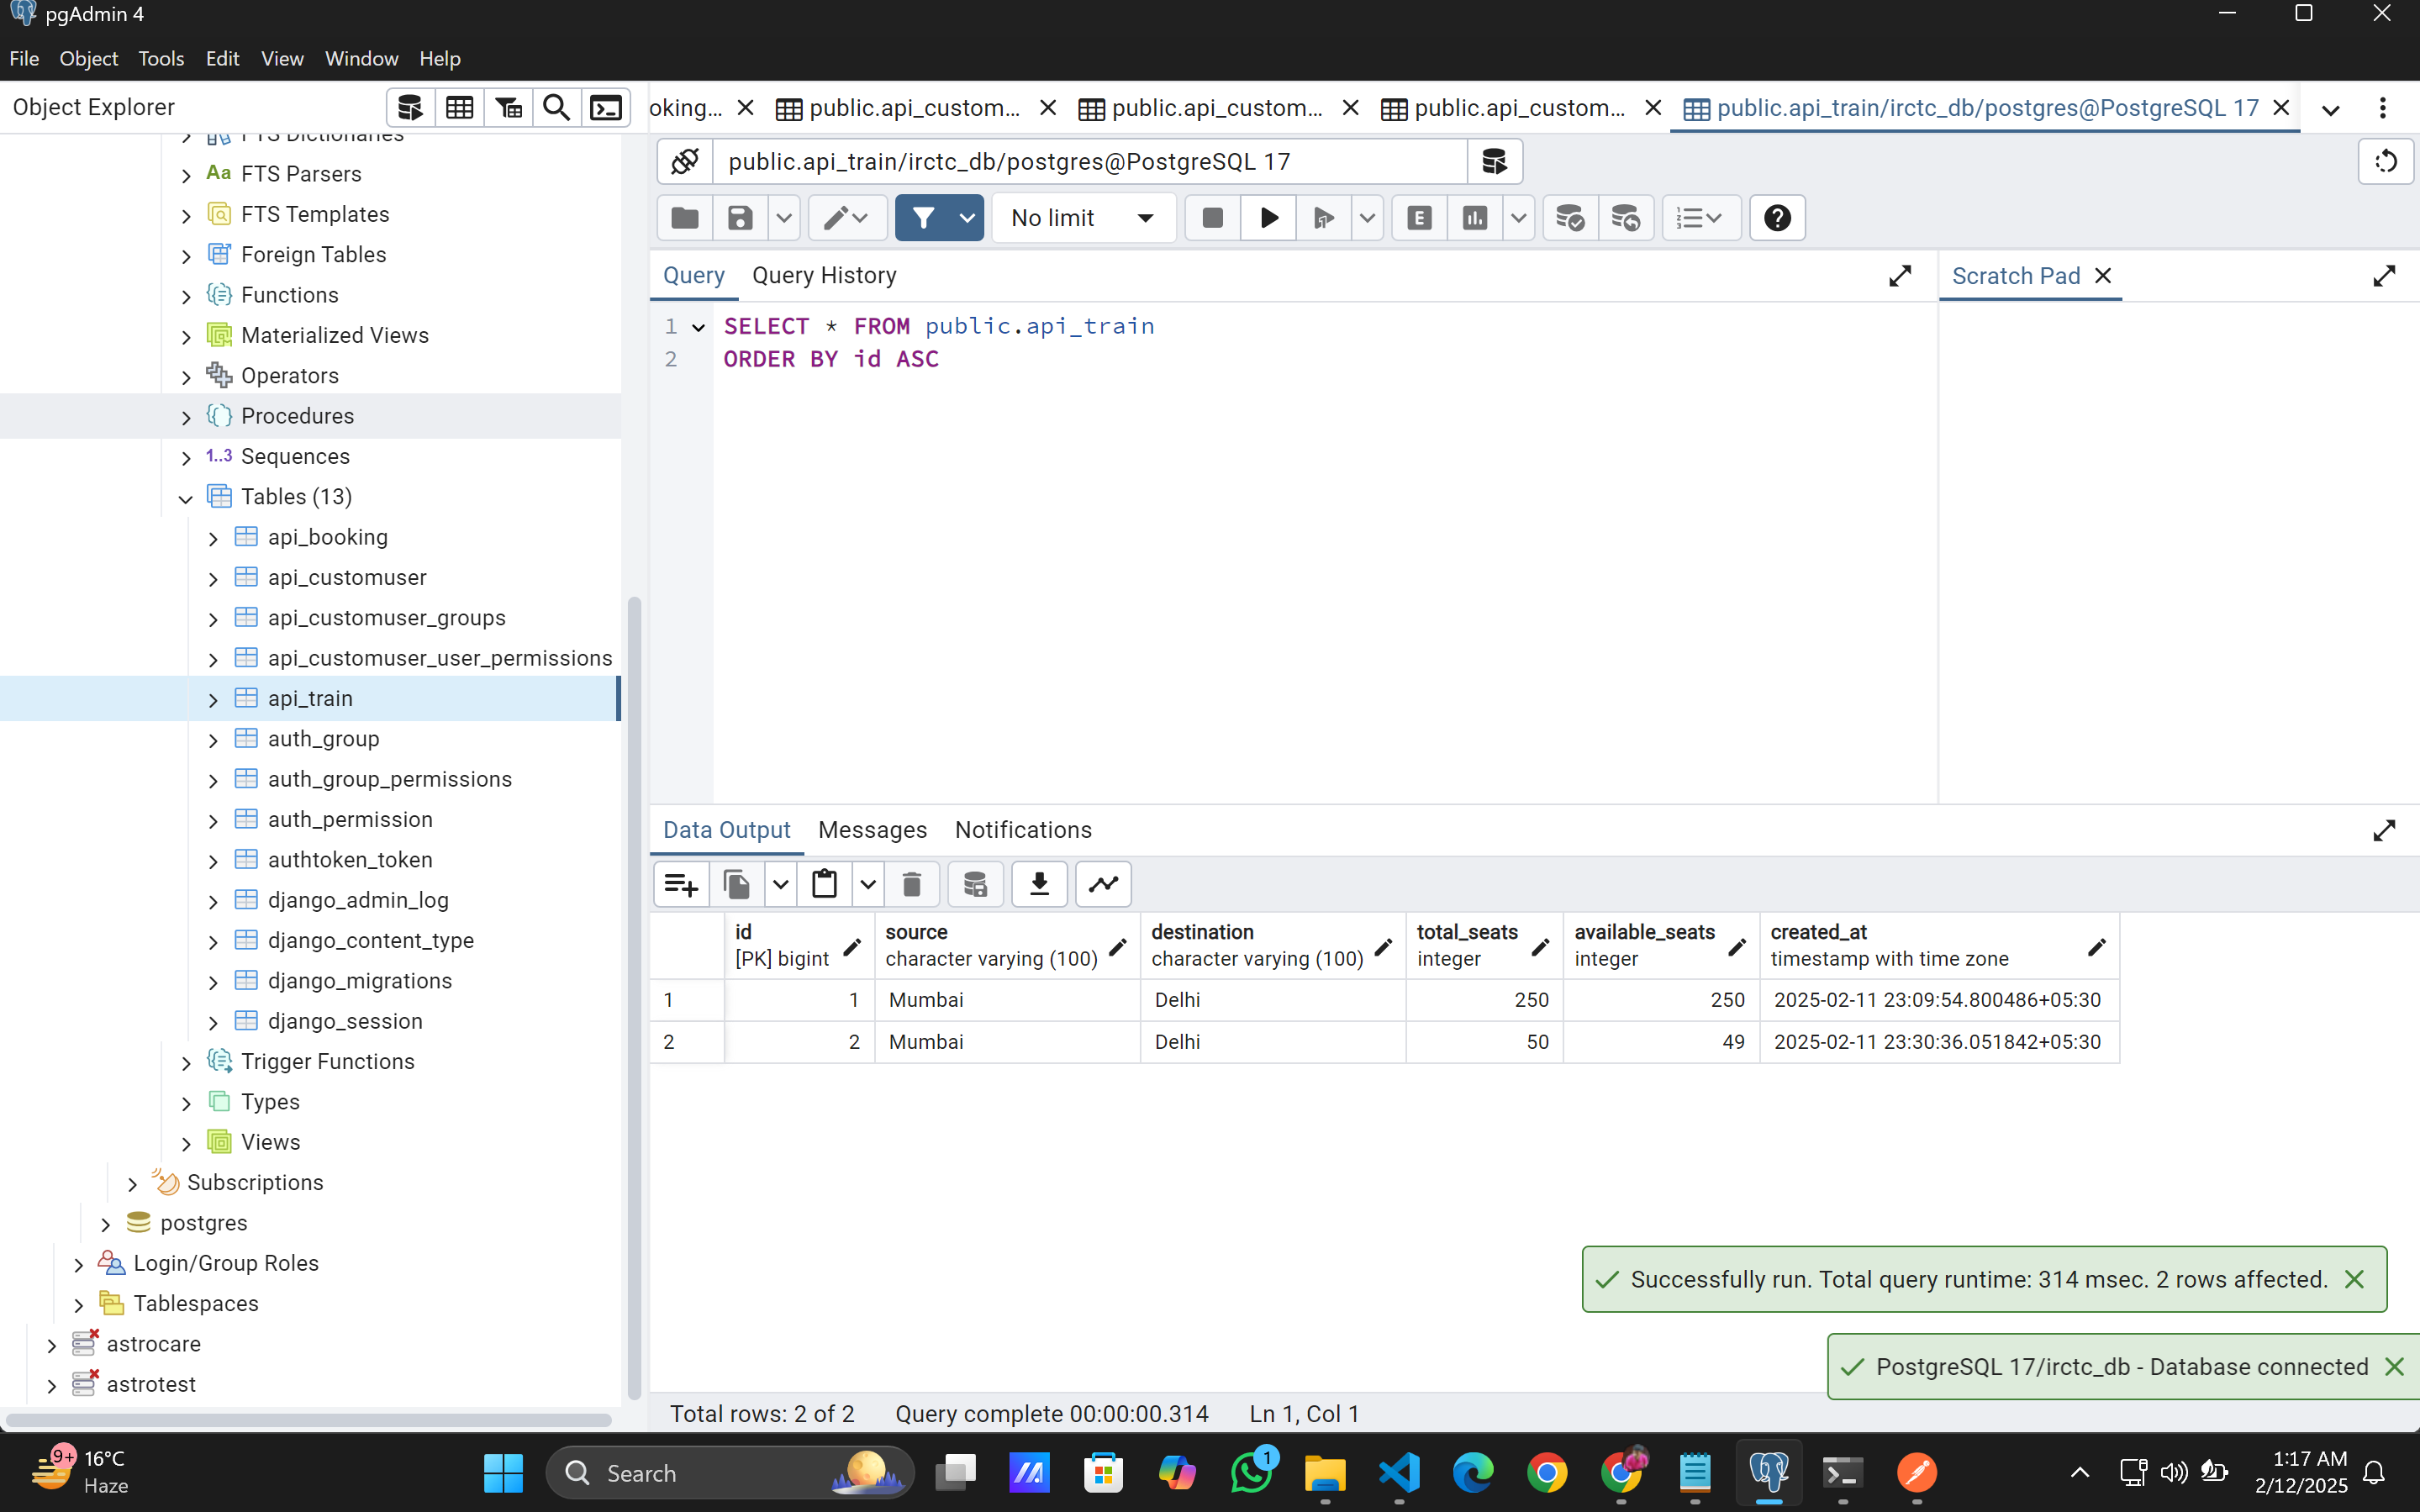 pgAdmin 4
File Object Tools Edit View Window Help
Object Explorer
oking... public.api_custom... public.api_custom... public.api_custom... public.api_train/irctc_db/postgres@PostgreSQL 17
public.api_train/irctc_db/postgres@PostgreSQL 17
No limit
E
Query Query History
Scratch Pad
1 SELECT * FROM public.api_train
2 ORDER BY id ASC
FTS Dictionaries
Aa FTS Parsers
FTS Templates
Foreign Tables
Functions
Materialized Views
Operators
Procedures
1..3 Sequences
Tables (13)
api_booking
api_customuser
api_customuser_groups
api_customuser_user_permissions
api_train
auth_group
auth_group_permissions
auth_permission
authtoken_token
django_admin_log
django_content_type
django_migrations
django_session
Trigger Functions
Types
Views
Subscriptions
postgres
Login/Group Roles
Tablespaces
astrocare
astrotest
Data Output Messages Notifications
id source destination total_seats available_seats created_at
[PK] bigint character varying (100) character varying (100) integer integer timestamp with time zone
1 1 Mumbai Delhi 250 250 2025-02-11 23:09:54.800486+05:30
2 2 Mumbai Delhi 50 49 2025-02-11 23:30:36.051842+05:30
Successfully run. Total query runtime: 314 msec. 2 rows affected.
PostgreSQL 17/irctc_db - Database connected
Total rows: 2 of 2 Query complete 00:00:00.314 Ln 1, Col 1
9+ 16°C
Haze
Search
1
1:17 AM
2/12/2025